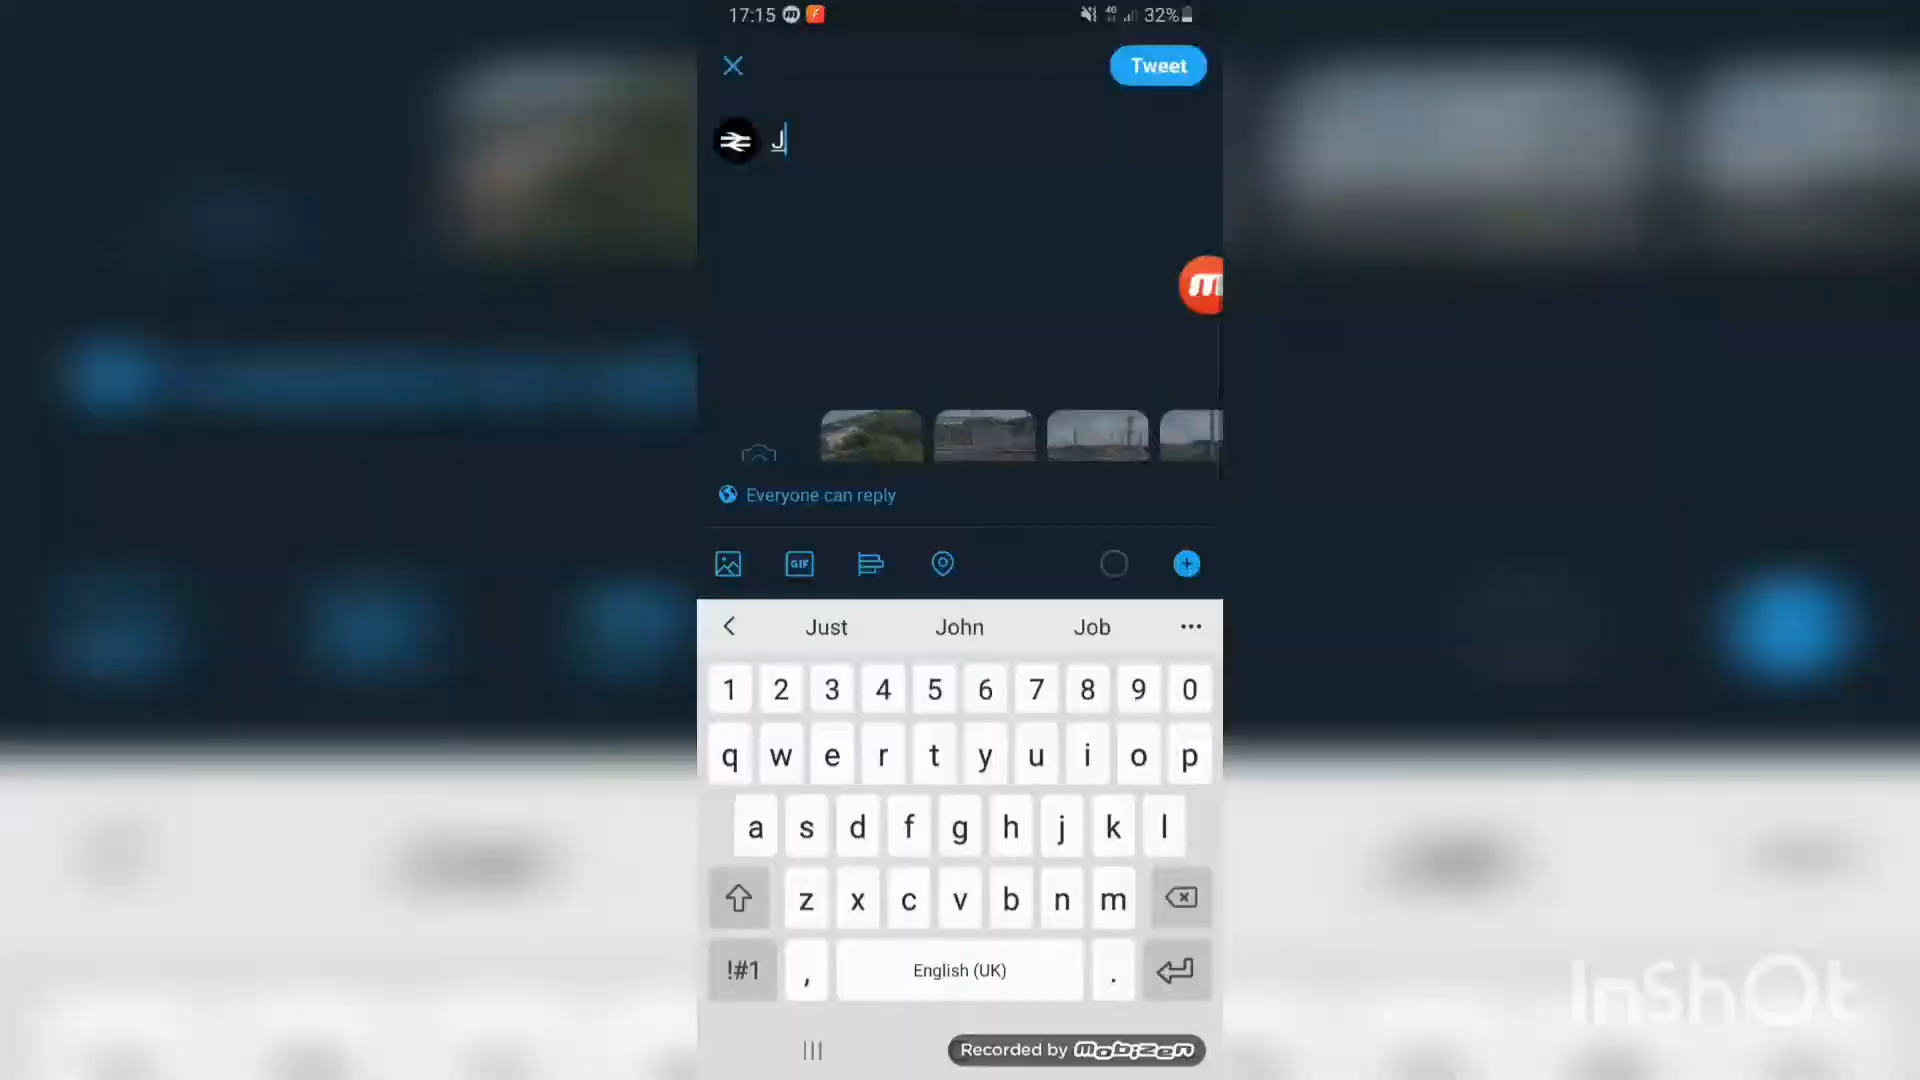 17:15 m 4G 32%
Tweet
J
m
Everyone can reply
GIF
Just John Job
1 2 3 4 5 6 7 8 9 0
q w e r t y u i o p
a s d f g h j k l
z x c v b n m
!#1 , English (UK) .
InShOt
Recorded by mobizen